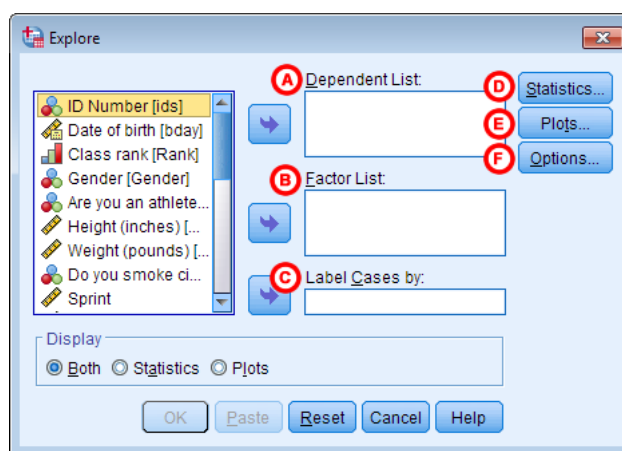 Explore
A Dependent List:
D Statistics...
ID Number [ids]
Date of birth [bday]
E Plots...
Class rank [Rank]
F Options...
Gender [Gender]
B Factor List:
Are you an athlete...
Height (inches) [...
Weight (pounds) [...
Do you smoke ci...
C Label Cases by:
Sprint
Display
Both Statistics Plots
OK Paste Reset Cancel Help